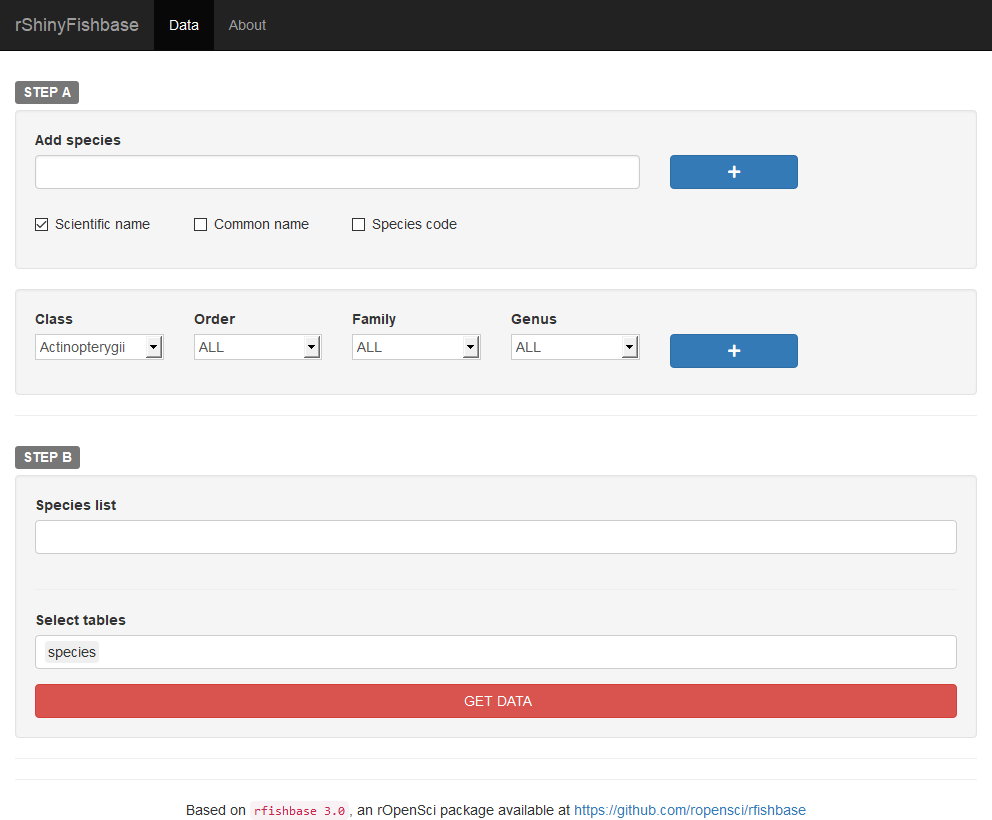 rShinyFishbase Data About
STEP A
Add species
+
Scientific name Common name Species code
Class Order Family Genus
Actinopterygii ALL ALL ALL +
STEP B
Species list
Select tables
species
GET DATA
Based on rfishbase 3.0, an rOpenSci package available at https://github.com/ropensci/rfishbase